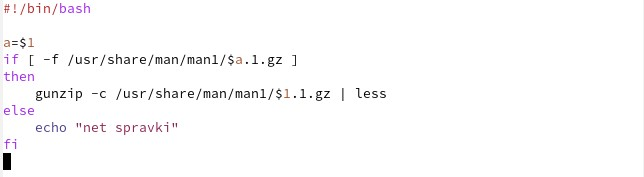 #!/bin/bash
a=$1
if [ -f /usr/share/man/man1/$a.1.gz ]
then
    gunzip -c /usr/share/man/man1/$1.1.gz | less
else
    echo "net spravki"
fi